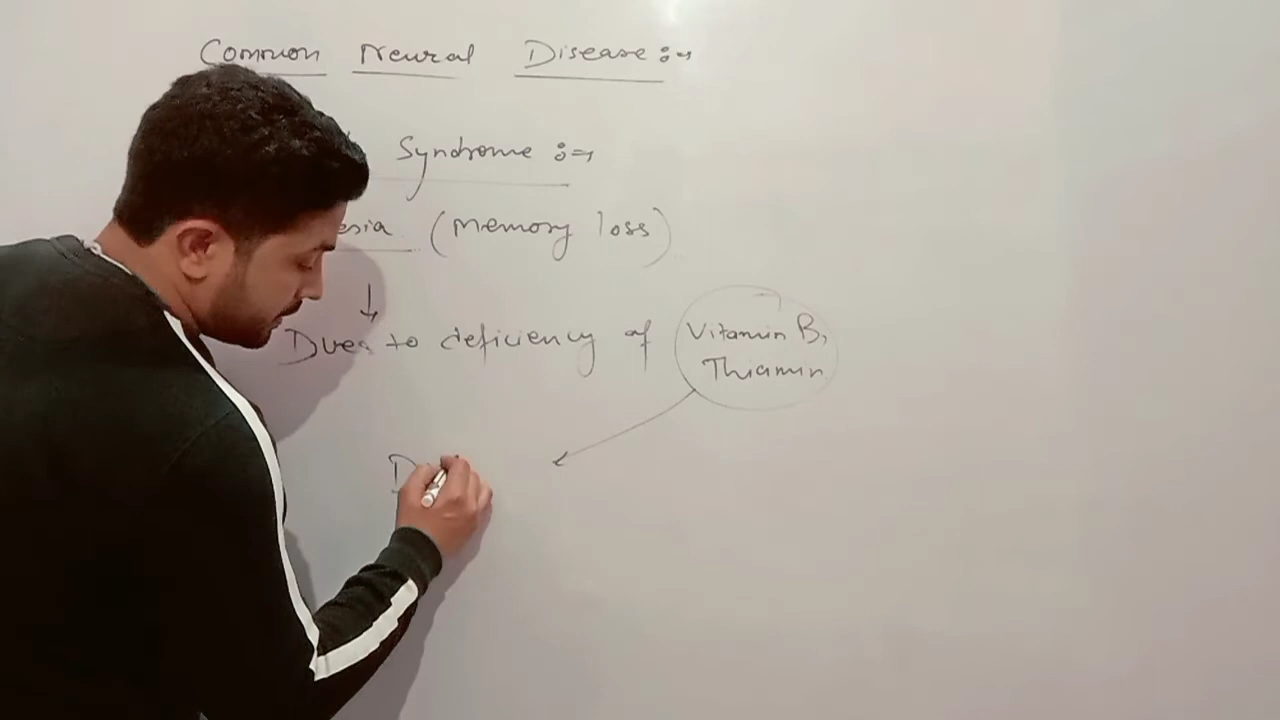 Common Neural Disease :-
Syndrome :-
esia (Memory loss)
Dues to deficiency of Vitamin B1
Thiamin
D